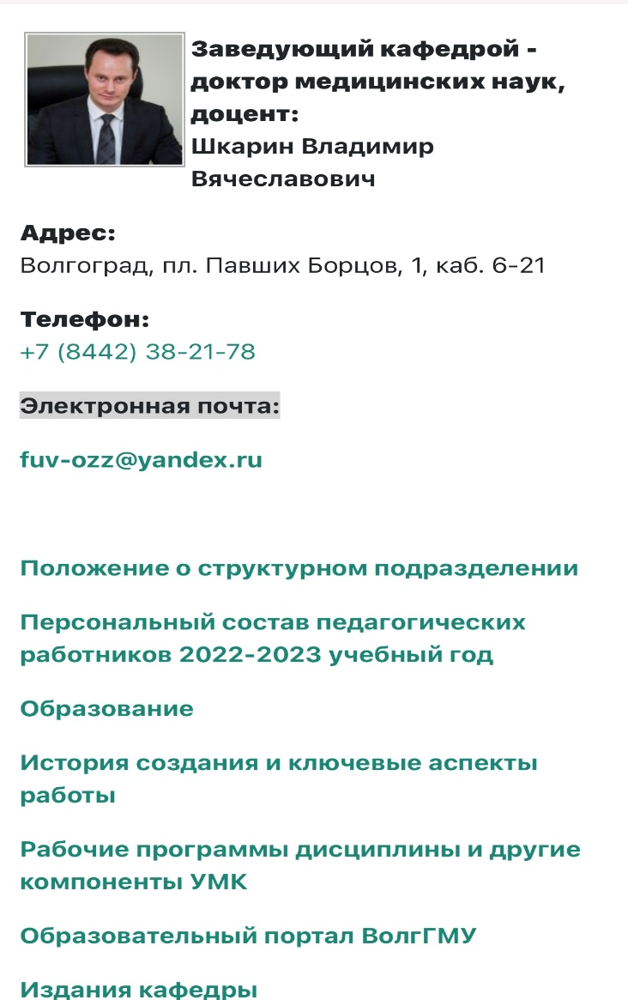 Заведующий кафедрой -
доктор медицинских наук,
доцент:
Шкарин Владимир
Вячеславович
Адрес:
Волгоград, пл. Павших Борцов, 1, каб. 6-21
Телефон:
+7 (8442) 38-21-78
Электронная почта:
fuv-ozz@yandex.ru
Положение о структурном подразделении
Персональный состав педагогических
работников 2022-2023 учебный год
Образование
История создания и ключевые аспекты
работы
Рабочие программы дисциплины и другие
компоненты УМК
Образовательный портал ВолгГМУ
Издания кафедры